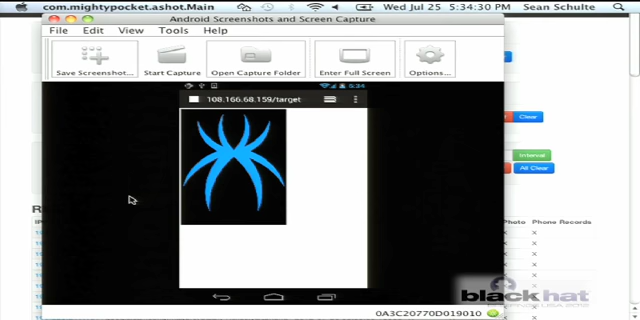 com.mightypocket.ashot.Main
Wed Jul 25 5:34:30 PM Sean Schulte
Android Screenshots and Screen Capture
File Edit View Tools Help
Save Screenshot... Start Capture Open Capture Folder Enter Full Screen Options...
5:24
108.166.68.159/target
Clear
Interval
All Clear
Photo Phone Records
X X
X X
X X
X X
X X
X X
black hat
0A3C20770D019010